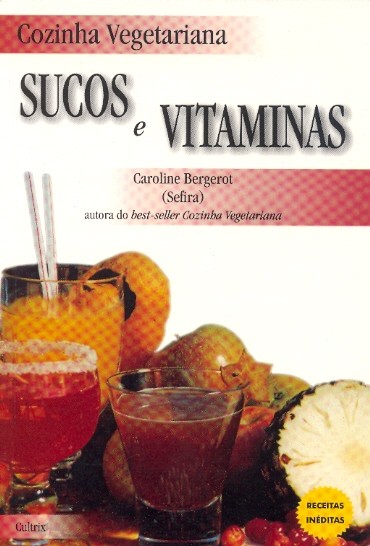 Cozinha Vegetariana
SUCOS
e VITAMINAS
Caroline Bergerot
(Sefira)
autora do best-seller Cozinha Vegetariana
RECEITAS
INÉDITAS
Cultrix